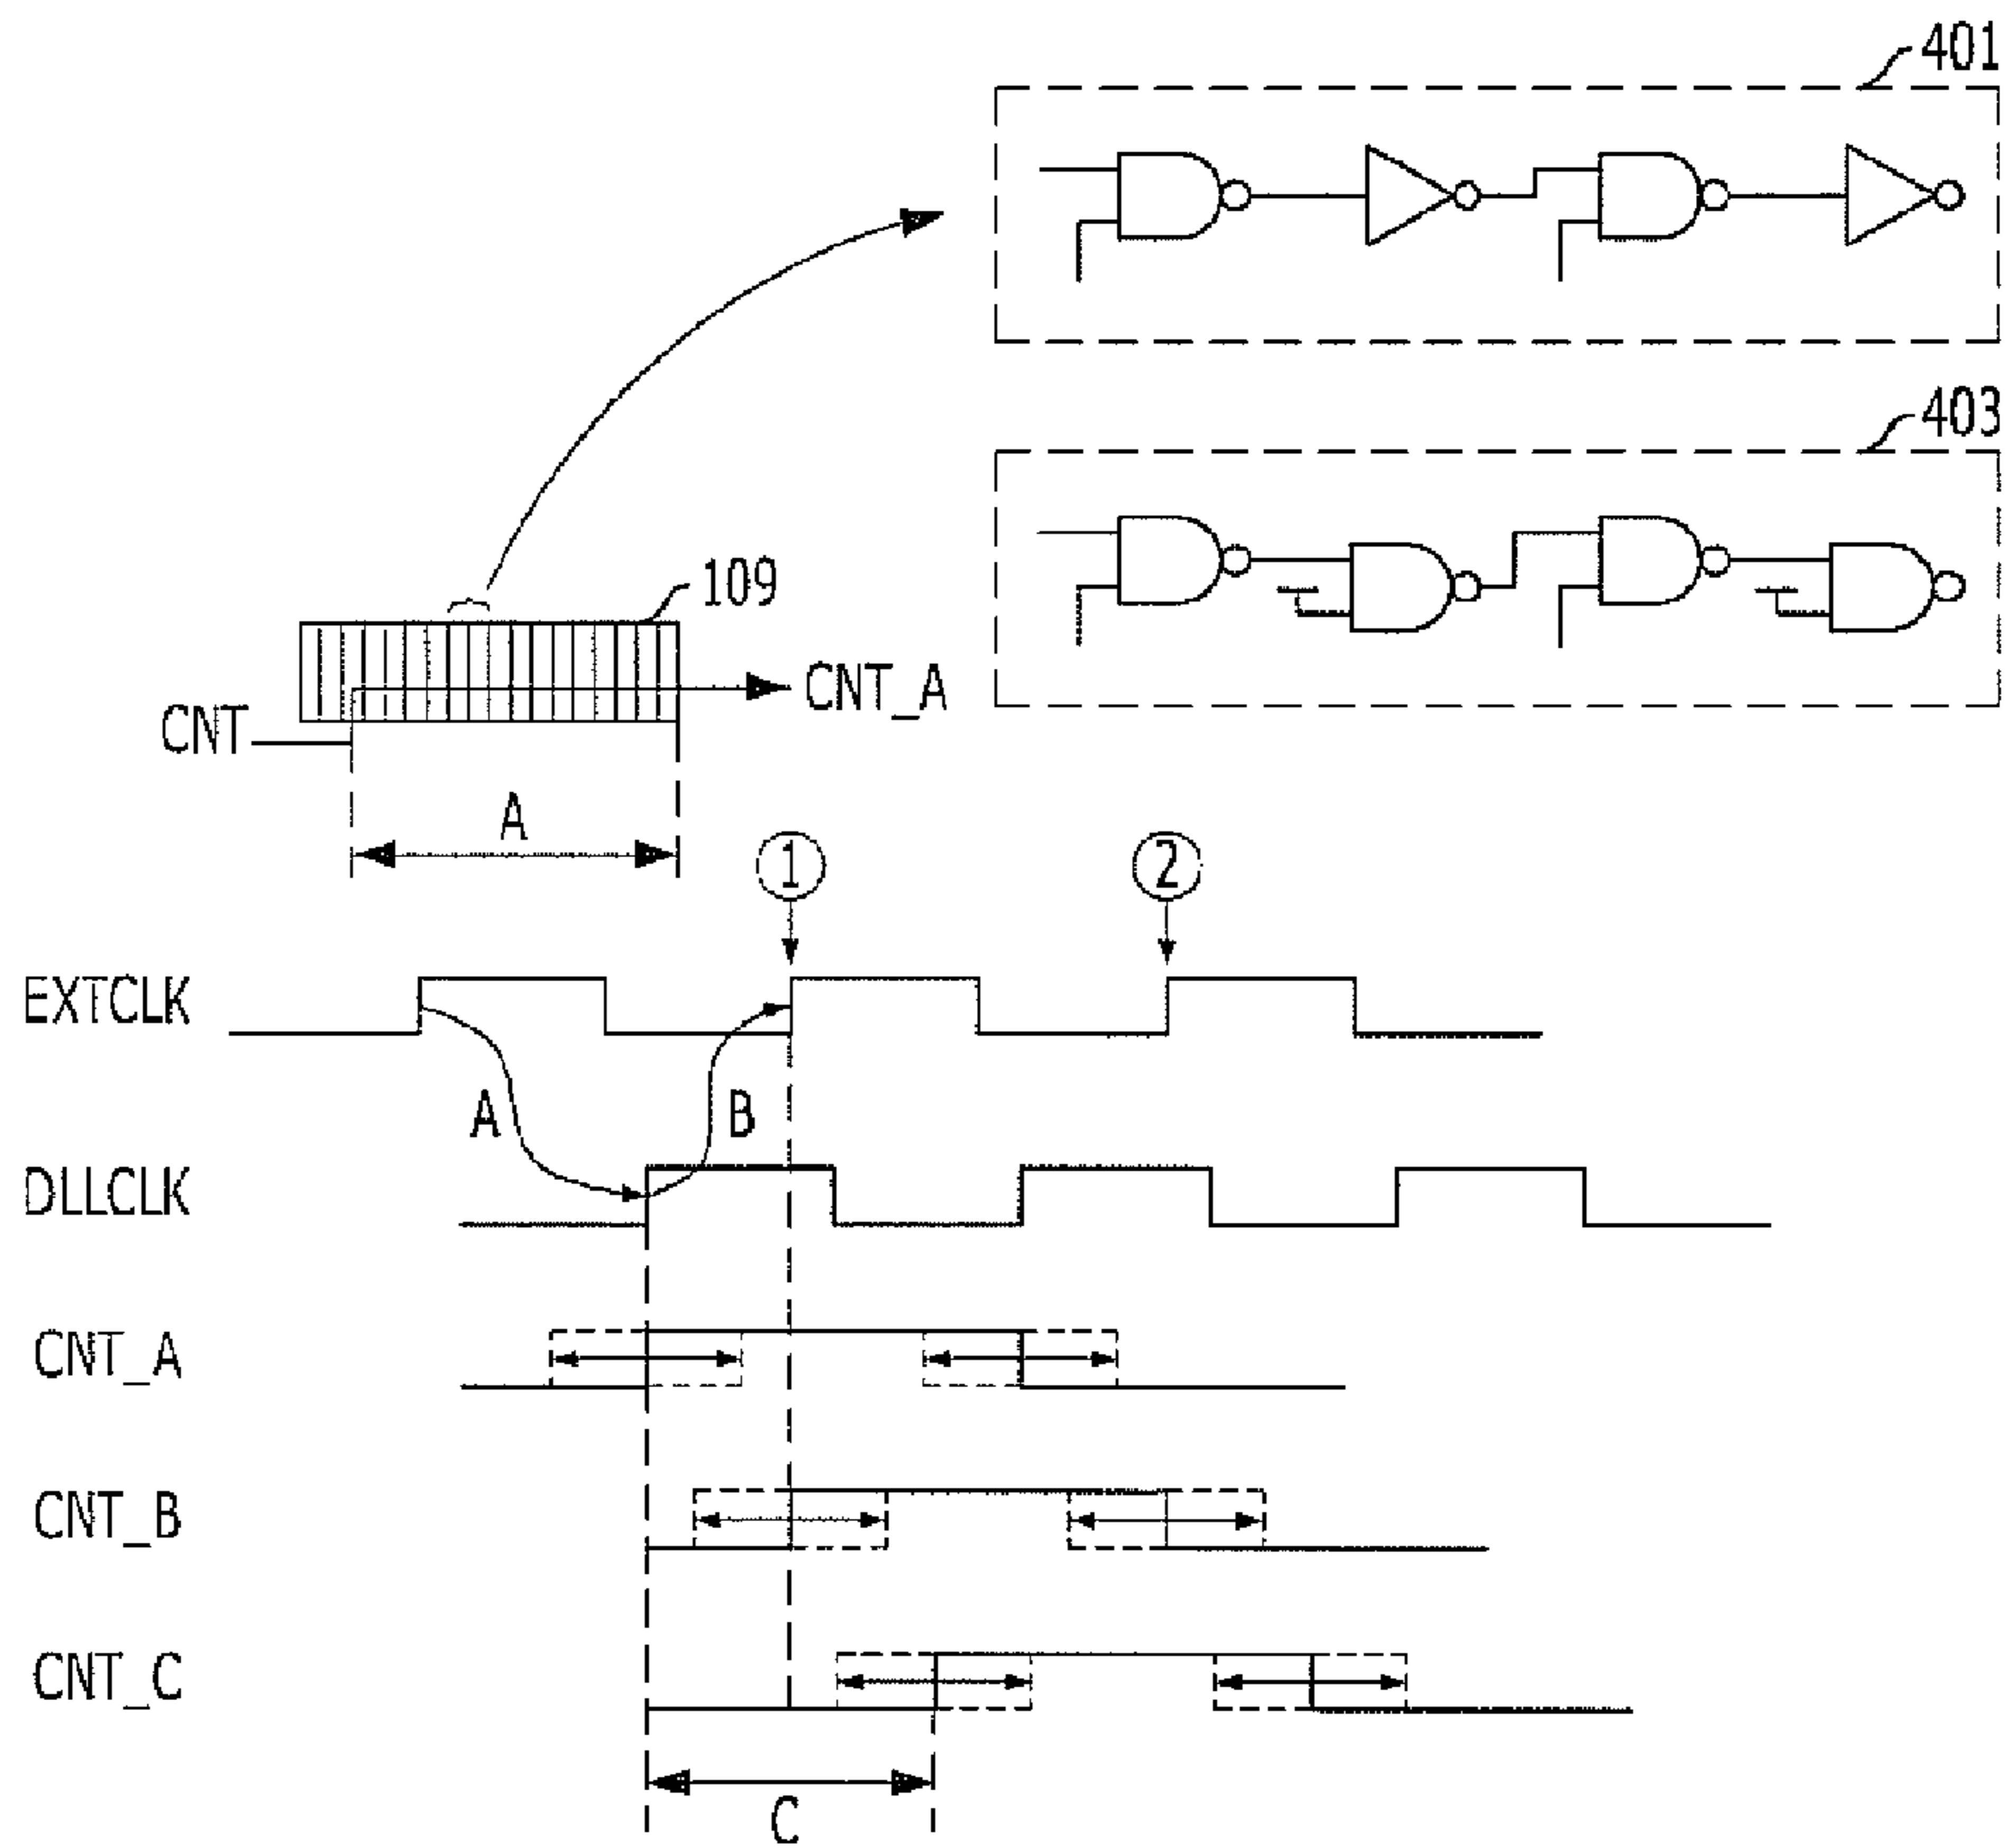 401
403
109
CNT_A
CNT
A
1
2
EXTCLK
A
B
DLLCLK
CNT_A
CNT_B
CNT_C
C